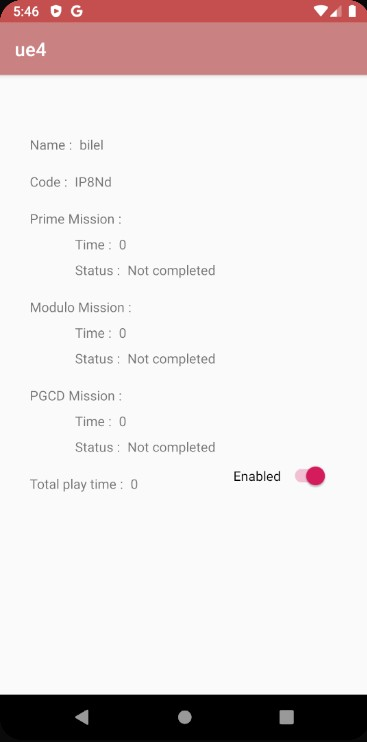 5:46
ue4
Name : bilel
Code : IP8Nd
Prime Mission :
Time : 0
Status : Not completed
Modulo Mission :
Time : 0
Status : Not completed
PGCD Mission :
Time : 0
Status : Not completed
Total play time : 0
Enabled